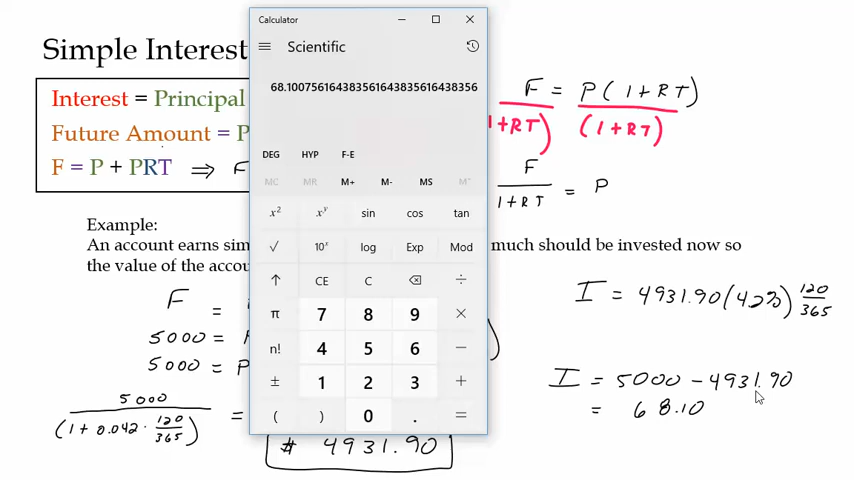 Simple Interest
Interest = Principal
Future Amount = P
F = P + PRT ⇒ F
Calculator
Scientific
68.100756164383561643835616438356
DEG HYP F-E
MC MR M+ M- MS M˅
x² xʸ sin cos tan
√ 10ˣ log Exp Mod
↑ CE C ⌫ ÷
π 7 8 9 ×
n! 4 5 6 −
± 1 2 3 +
( ) 0 . =
F = P ( 1 + RT )
1 + RT) (1 + RT)
F
1 + RT = P
Example:
An account earns sim much should be invested now so
the value of the accou
F =
5000 =
5000 = P )
5000
(1 + 0.042 · 120/365) =
$ 4931.90
I = 4931.90 (4.2%) 120/365
I = 5000 − 4931.90
= 68.10